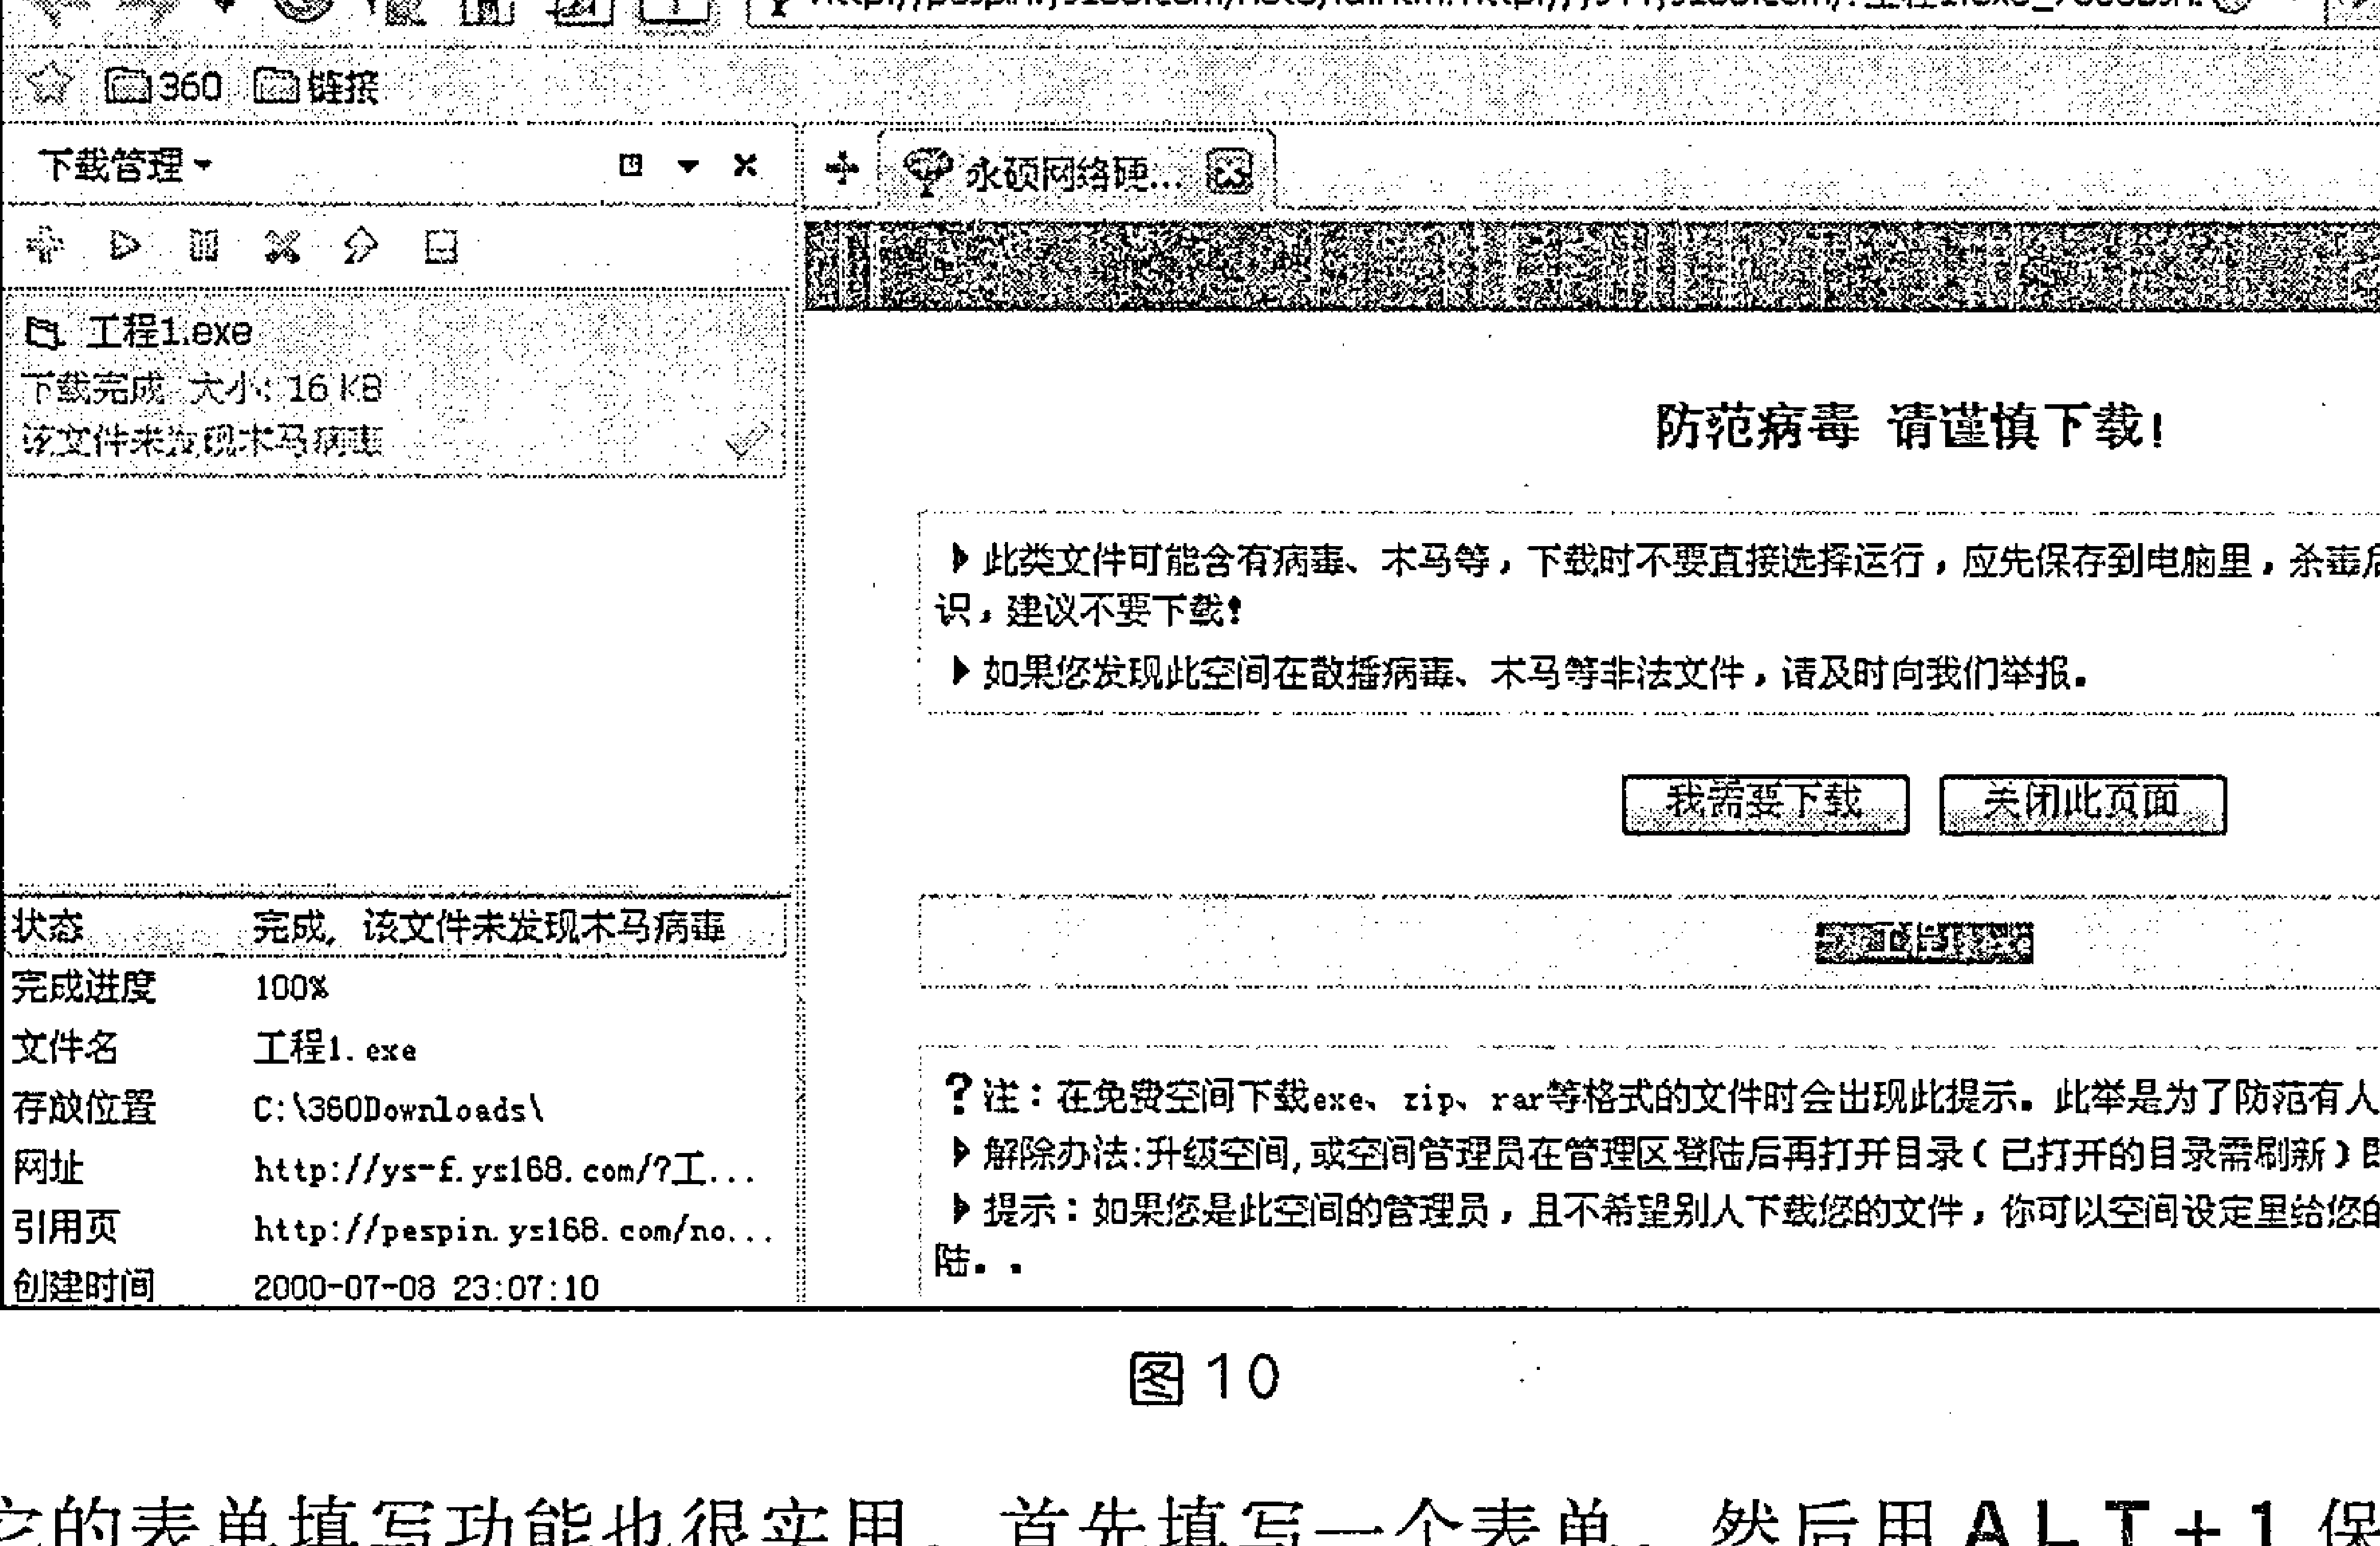 360 链接
下载管理
永硕网络硬...
工程1.exe
下载完成 大小: 16 KB
该文件未发现木马病毒
防范病毒 请谨慎下载!
此类文件可能含有病毒、木马等，下载时不要直接选择运行，应先保存到电脑里，杀毒后
识，建议不要下载!
如果您发现此空间在散播病毒、木马等非法文件，请及时向我们举报。
我需要下载 关闭此页面
状态 完成, 该文件未发现木马病毒
完成进度 100%
文件名 工程1.exe
存放位置 C:\360Downloads\
网址 http://ys-f.ys168.com/?工...
引用页 http://pespin.ys168.com/no...
创建时间 2000-07-08 23:07:10
?注：在免费空间下载exe、zip、rar等格式的文件时会出现此提示。此举是为了防范有人
解除办法:升级空间,或空间管理员在管理区登陆后再打开目录(已打开的目录需刷新)即
提示：如果您是此空间的管理员，且不希望别人下载您的文件，你可以空间设定里给您的
陆..
图10
它的表单填写功能也很实用，首先填写一个表单，然后用ALT+1保